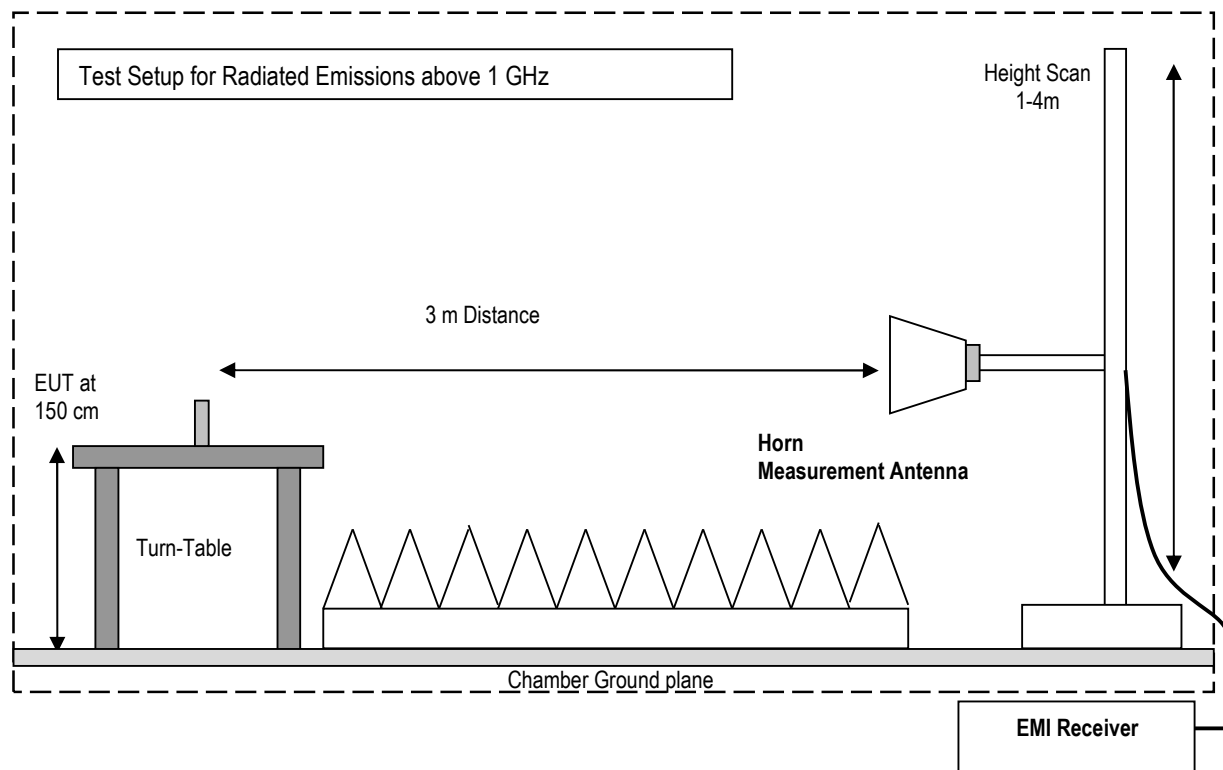 Test Setup for Radiated Emissions above 1 GHz
Height Scan
1-4m
3 m Distance
EUT at
150 cm
Horn
Measurement Antenna
Turn-Table
Chamber Ground plane
EMI Receiver